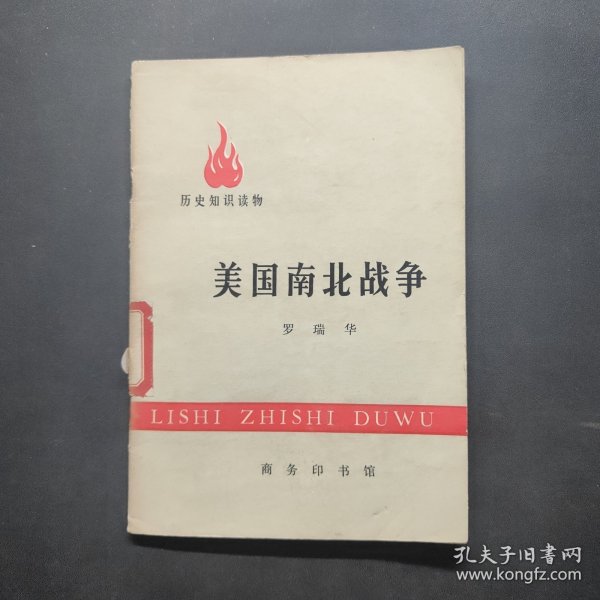 历史知识读物
美国南北战争
罗瑞华
LISHI ZHISHI DUWU
商务印书馆
孔夫子旧书网
www.kongfz.com